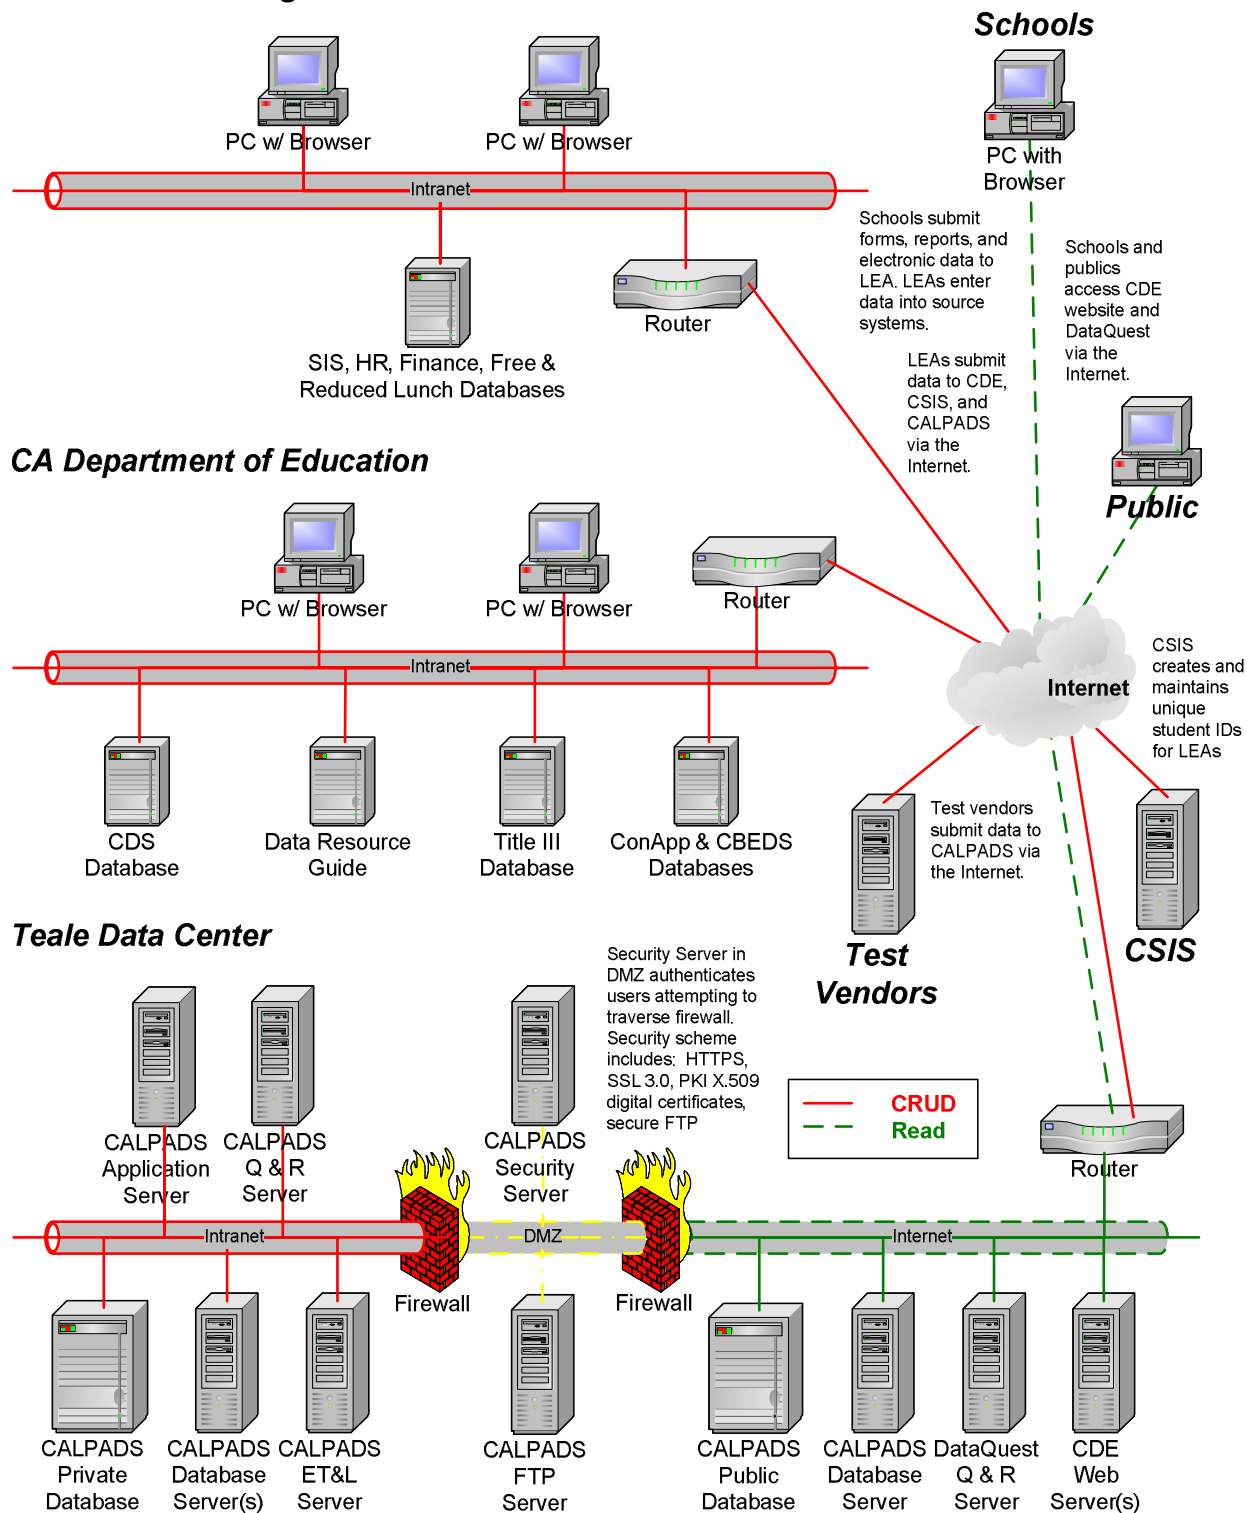 Schools
PC w/ Browser
PC w/ Browser
PC with
Browser
Intranet
Schools submit
forms, reports, and
electronic data to
LEA. LEAs enter
data into source
systems.
Schools and
publics
access CDE
website and
DataQuest
via the
Internet.
Router
SIS, HR, Finance, Free &
Reduced Lunch Databases
LEAs submit
data to CDE,
CSIS, and
CALPADS
via the
Internet.
Public
CA Department of Education
PC w/ Browser
PC w/ Browser
Router
Intranet
Internet
CSIS
creates and
maintains
unique
student IDs
for LEAs
CDS
Database
Data Resource
Guide
Title III
Database
ConApp & CBEDS
Databases
Test vendors
submit data to
CALPADS via
the Internet.
Test
Vendors
CSIS
Teale Data Center
Security Server in
DMZ authenticates
users attempting to
traverse firewall.
Security scheme
includes: HTTPS,
SSL 3.0, PKI X.509
digital certificates,
secure FTP
CRUD
Read
CALPADS
Application
Server
CALPADS
Q & R
Server
CALPADS
Security
Server
Router
Intranet
DMZ
Internet
Firewall
Firewall
CALPADS
Private
Database
CALPADS
Database
Server(s)
CALPADS
ET&L
Server
CALPADS
FTP
Server
CALPADS
Public
Database
CALPADS
Database
Server
DataQuest
Q & R
Server
CDE
Web
Server(s)